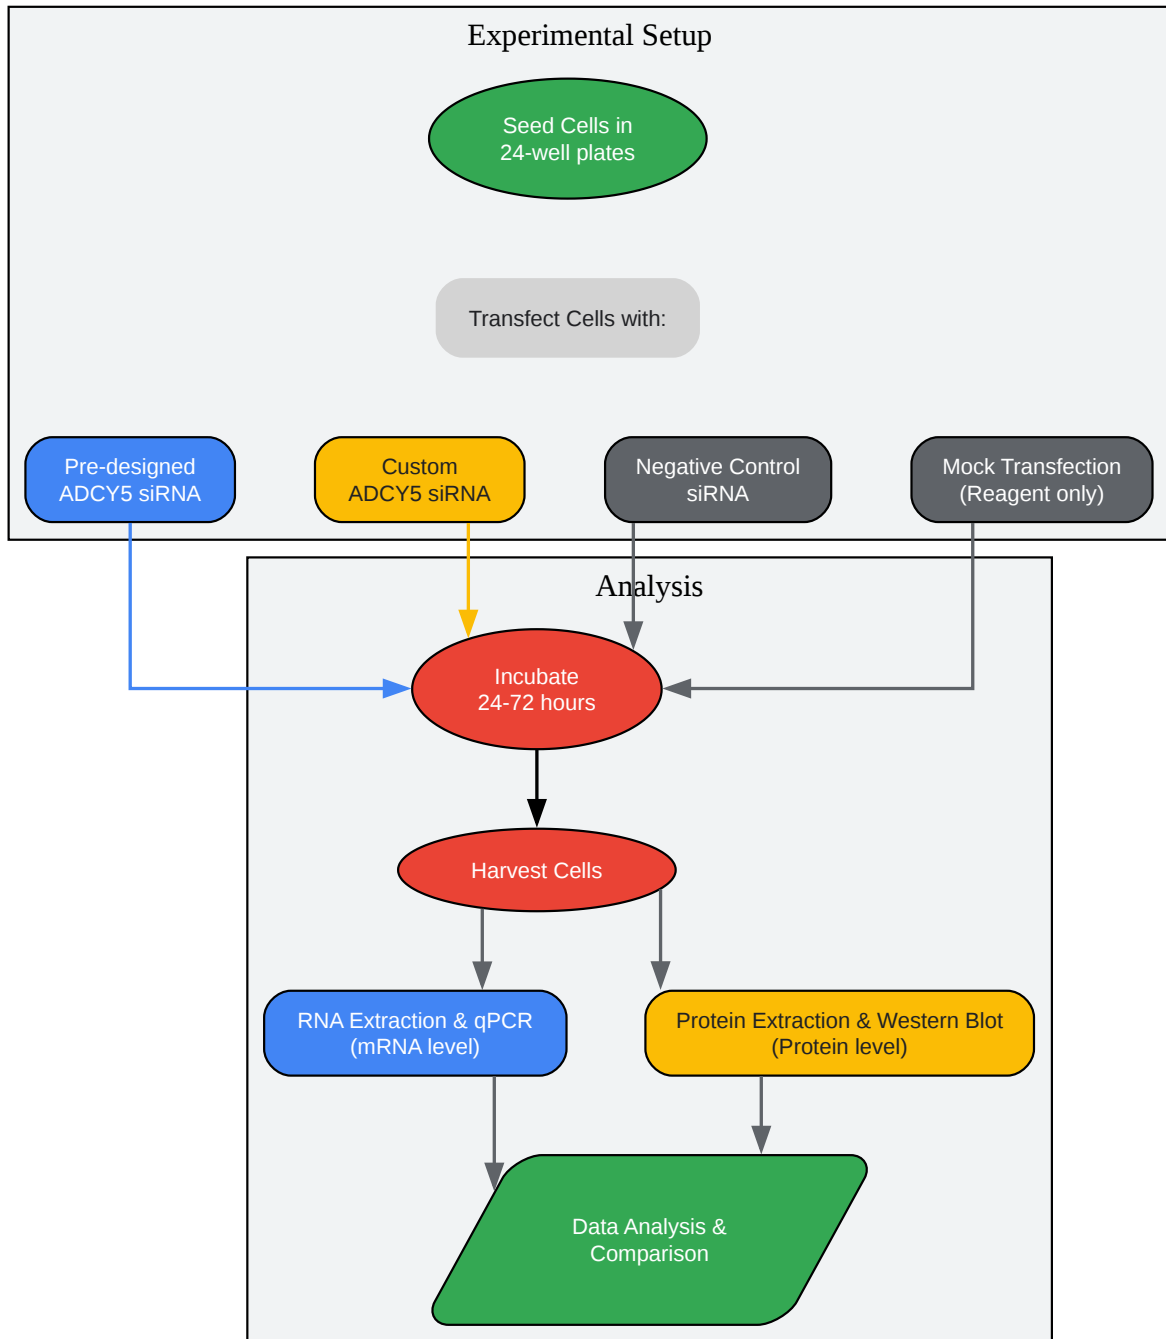 Experimental Setup
Seed Cells in
24-well plates
Transfect Cells with:
Pre-designed
ADCY5 siRNA
Custom
ADCY5 siRNA
Negative Control
siRNA
Mock Transfection
(Reagent only)
Analysis
Incubate
24-72 hours
Harvest Cells
RNA Extraction & qPCR
(mRNA level)
Protein Extraction & Western Blot
(Protein level)
Data Analysis &
Comparison